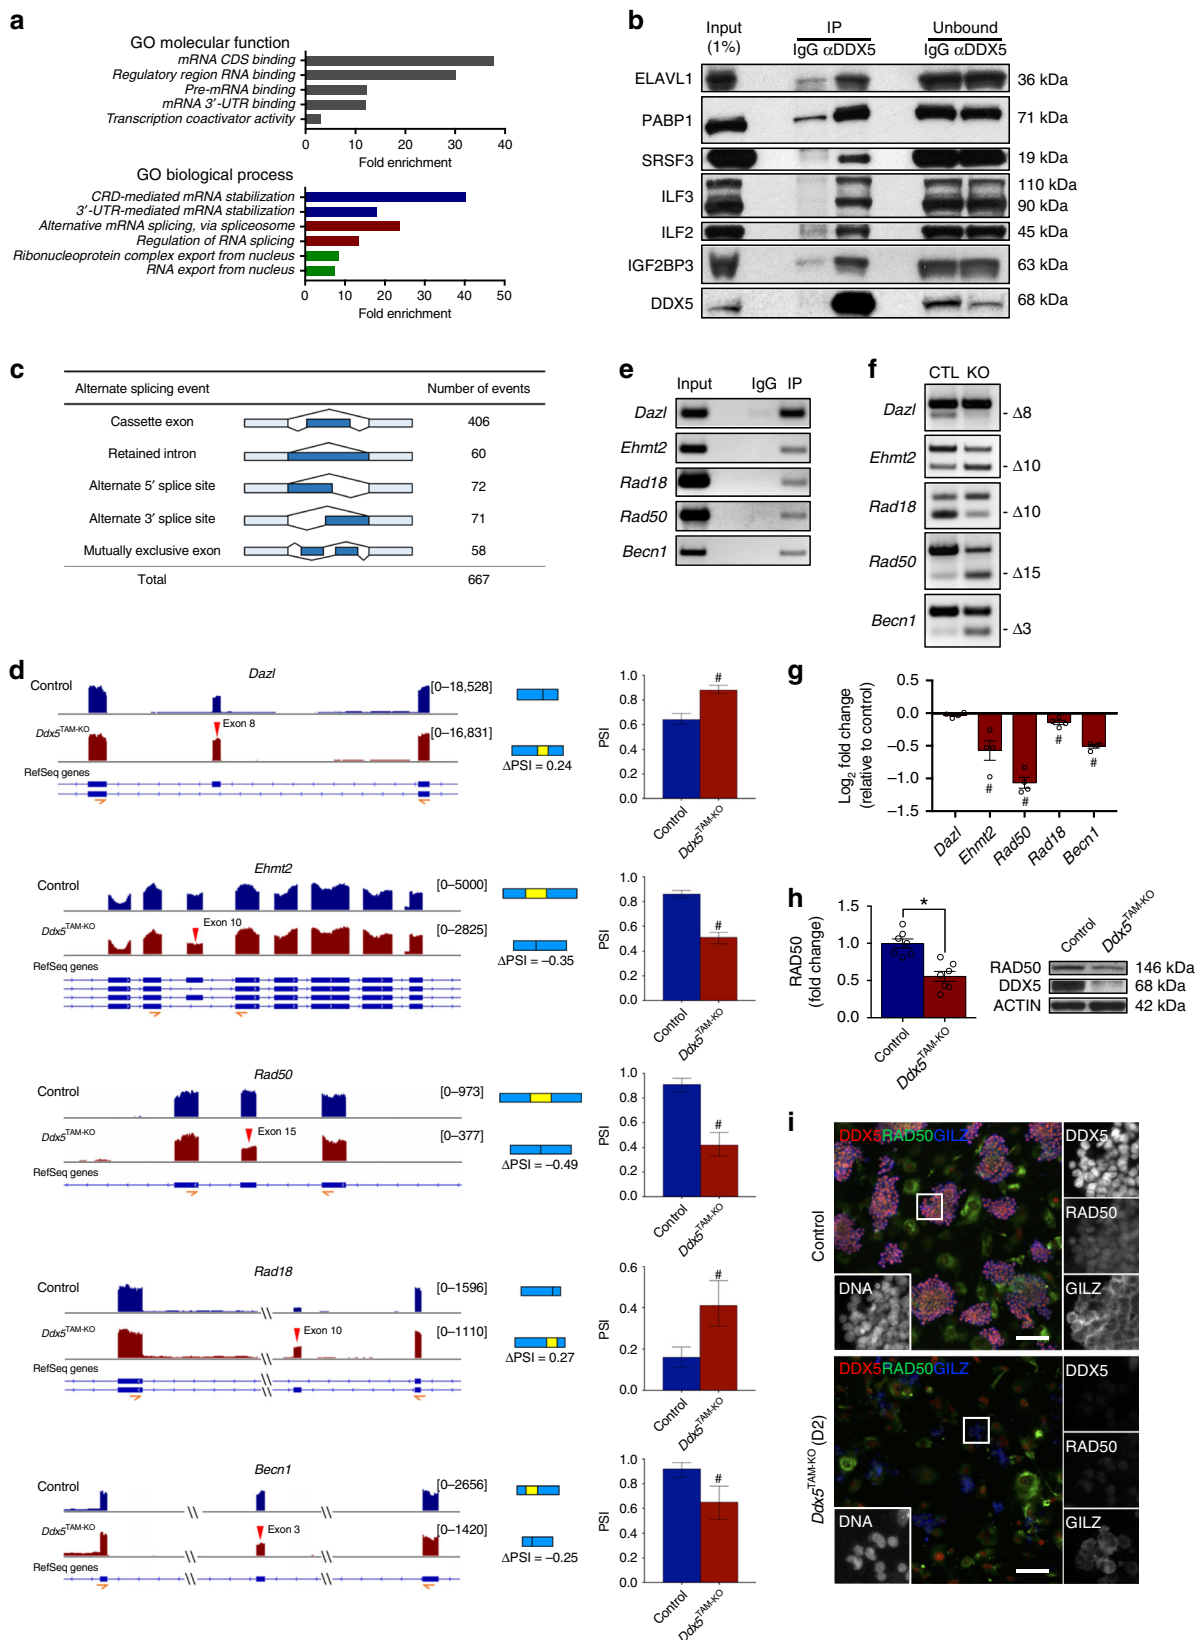 a
GO molecular function
mRNA CDS binding
Regulatory region RNA binding
Pre-mRNA binding
mRNA 3′-UTR binding
Transcription coactivator activity
0 10 20 30 40
Fold enrichment
GO biological process
CRD-mediated mRNA stabilization
3′-UTR-mediated mRNA stabilization
Alternative mRNA splicing, via spliceosome
Regulation of RNA splicing
Ribonucleoprotein complex export from nucleus
RNA export from nucleus
0 10 20 30 40 50
Fold enrichment
b
Input (1%)
IP
Unbound
IgG αDDX5 IgG αDDX5
ELAVL1 36 kDa
PABP1 71 kDa
SRSF3 19 kDa
ILF3 110 kDa
90 kDa
ILF2 45 kDa
IGF2BP3 63 kDa
DDX5 68 kDa
c
Alternate splicing event Number of events
Cassette exon 406
Retained intron 60
Alternate 5′ splice site 72
Alternate 3′ splice site 71
Mutually exclusive exon 58
Total 667
e
Input IgG IP
Dazl
Ehmt2
Rad18
Rad50
Becn1
f
CTL KO
Dazl - Δ8
Ehmt2 - Δ10
Rad18 - Δ10
Rad50 - Δ15
Becn1 - Δ3
d
Dazl
Control [0–18,528]
Ddx5TAM-KO [0–16,831]
Exon 8
RefSeq genes
ΔPSI = 0.24
PSI
1.0
0.8
0.6
0.4
0.2
0.0
#
Control
Ddx5TAM-KO
Ehmt2
Control [0–5000]
Ddx5TAM-KO [0–2825]
Exon 10
RefSeq genes
ΔPSI = −0.35
PSI
1.0
0.8
0.6
0.4
0.2
0.0
#
Control
Ddx5TAM-KO
Rad50
Control [0–973]
Ddx5TAM-KO [0–377]
Exon 15
RefSeq genes
ΔPSI = −0.49
PSI
1.0
0.8
0.6
0.4
0.2
0.0
#
Control
Ddx5TAM-KO
Rad18
Control [0–1596]
Ddx5TAM-KO [0–1110]
Exon 10
RefSeq genes
ΔPSI = 0.27
PSI
0.6
0.4
0.2
0.0
#
Control
Ddx5TAM-KO
Becn1
Control [0–2656]
Ddx5TAM-KO [0–1420]
Exon 3
RefSeq genes
ΔPSI = −0.25
PSI
1.0
0.8
0.6
0.4
0.2
0.0
#
Control
Ddx5TAM-KO
g
Log2 fold change
(relative to control)
0.5
0.0
−0.5
−1.0
−1.5
# # # #
Dazl Ehmt2 Rad50 Rad18 Becn1
h
RAD50
(fold change)
1.5
1.0
0.5
0.0
*
Control
Ddx5TAM-KO
Control Ddx5TAM-KO
RAD50 146 kDa
DDX5 68 kDa
ACTIN 42 kDa
i
Control
DDX5RAD50GILZ
DDX5
RAD50
DNA
GILZ
Ddx5TAM-KO (D2)
DDX5RAD50GILZ
DDX5
RAD50
DNA
GILZ